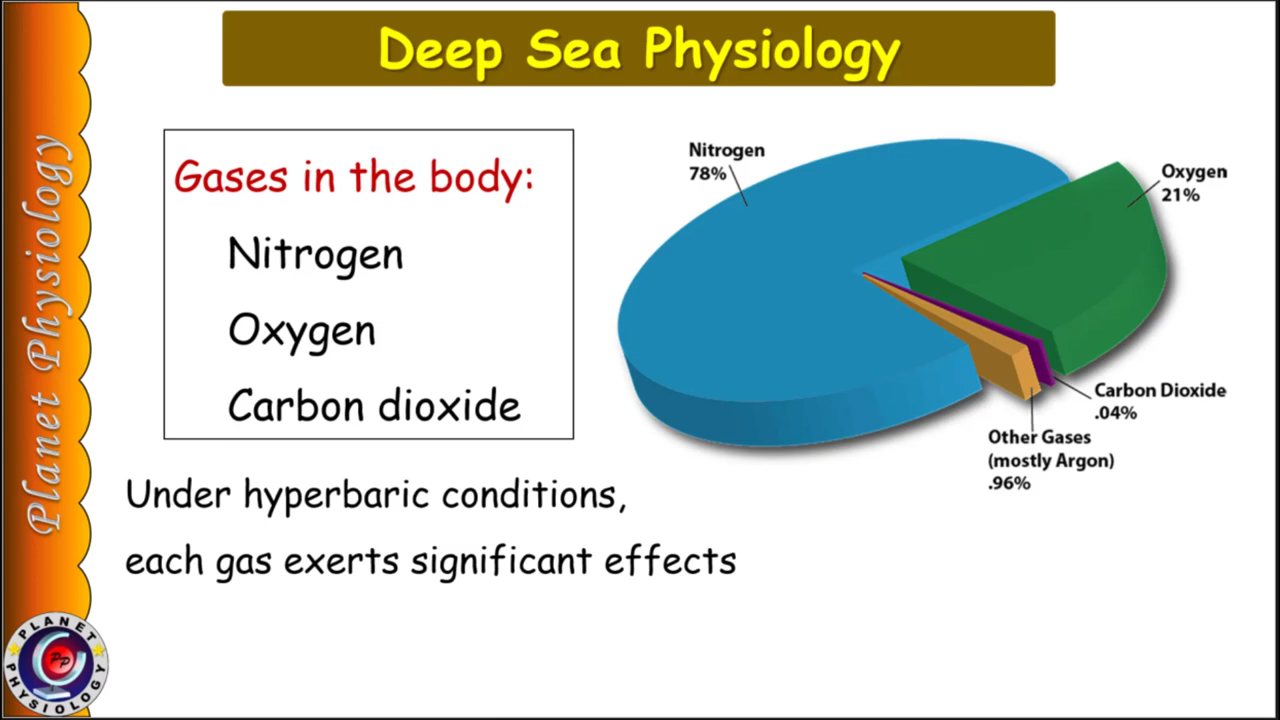 Deep Sea Physiology
Planet Physiology
Gases in the body:
Nitrogen
Oxygen
Carbon dioxide
Nitrogen
78%
Oxygen
21%
Carbon Dioxide
.04%
Other Gases
(mostly Argon)
.96%
Under hyperbaric conditions,
each gas exerts significant effects
PLANET
PP
PHYSIOLOGY